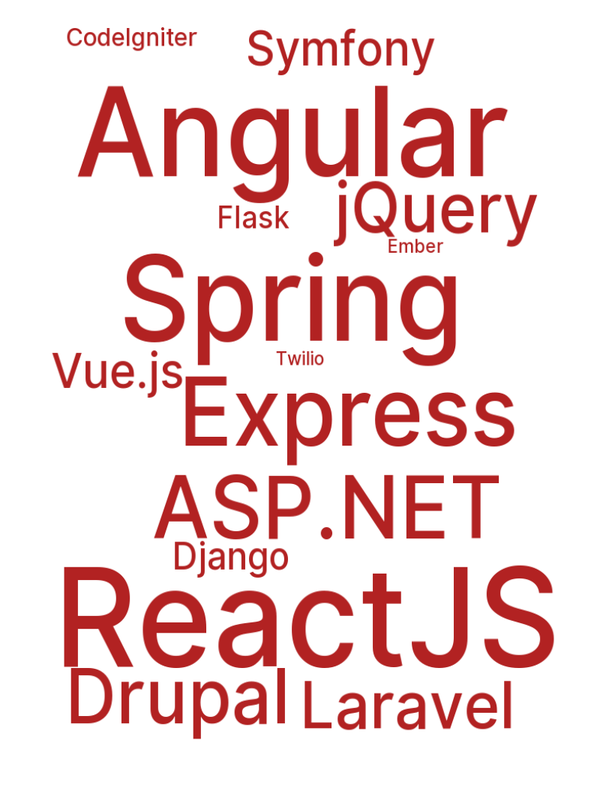 CodeIgniter
Symfony
Angular
jQuery
Flask
Ember
Spring
Twilio
Vue.js
Express
ASP.NET
Django
ReactJS
Drupal
Laravel